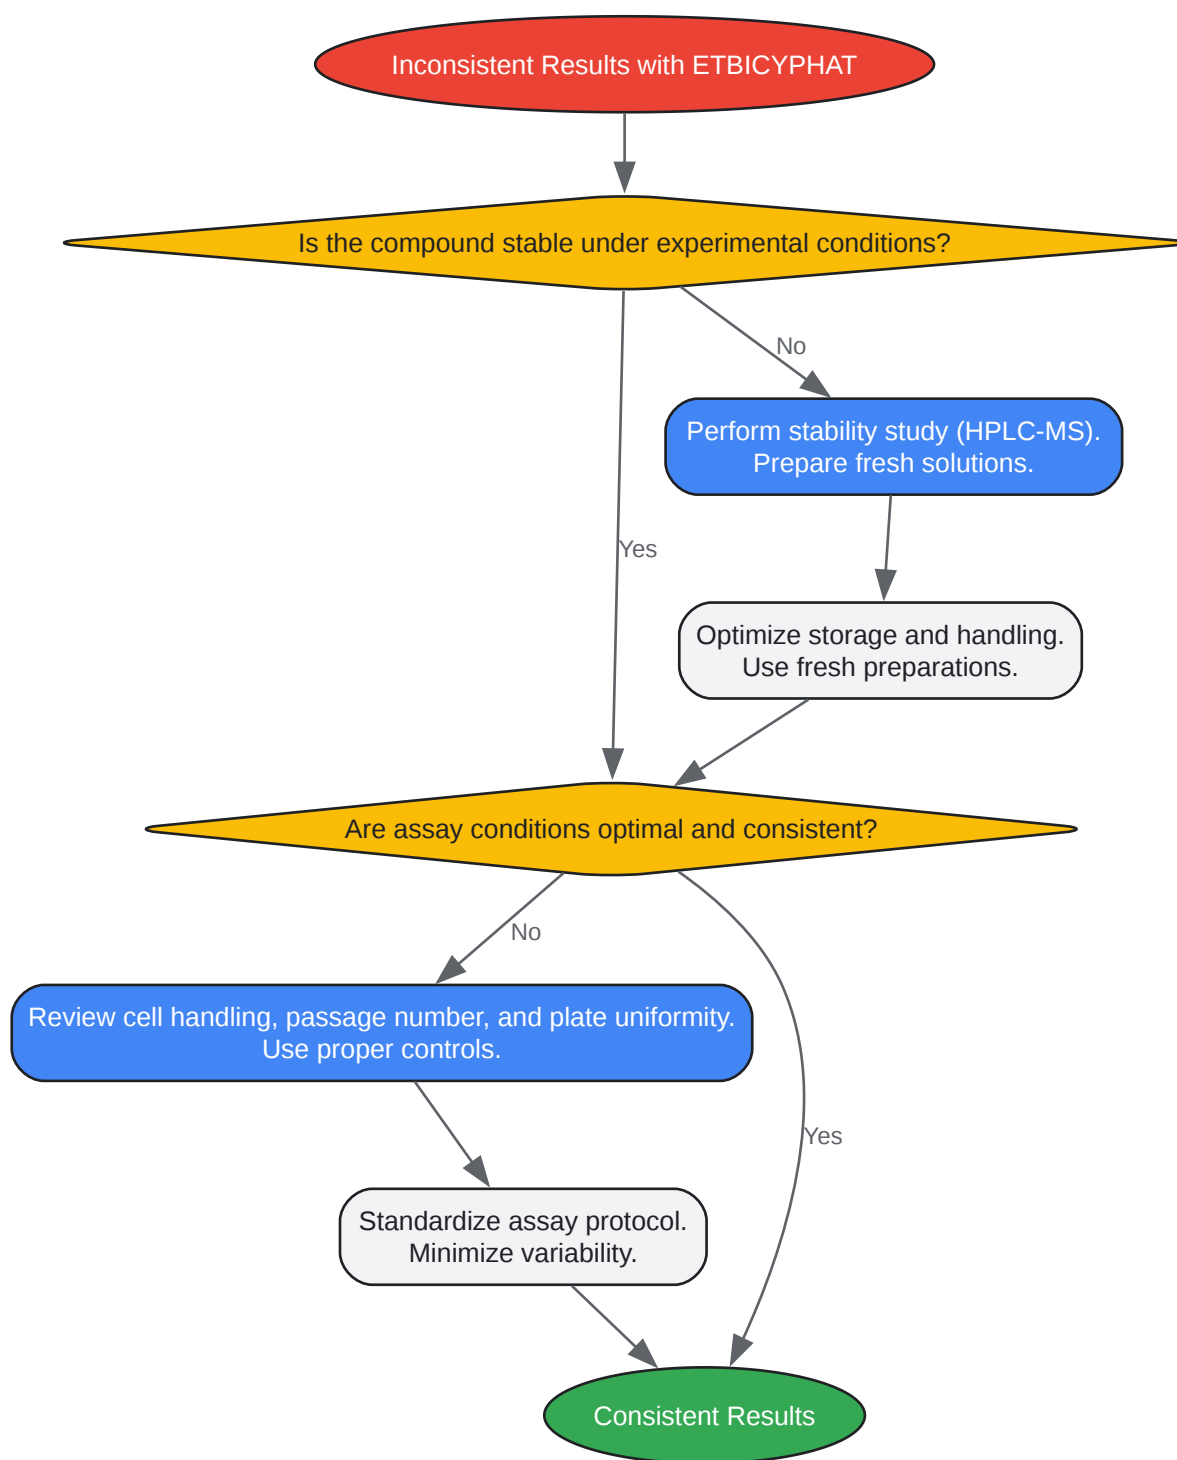 Inconsistent Results with ETBICYPHAT
Is the compound stable under experimental conditions?
No
Perform stability study (HPLC-MS).
Prepare fresh solutions.
Yes
Optimize storage and handling.
Use fresh preparations.
Are assay conditions optimal and consistent?
No
Review cell handling, passage number, and plate uniformity.
Use proper controls.
Yes
Standardize assay protocol.
Minimize variability.
Consistent Results